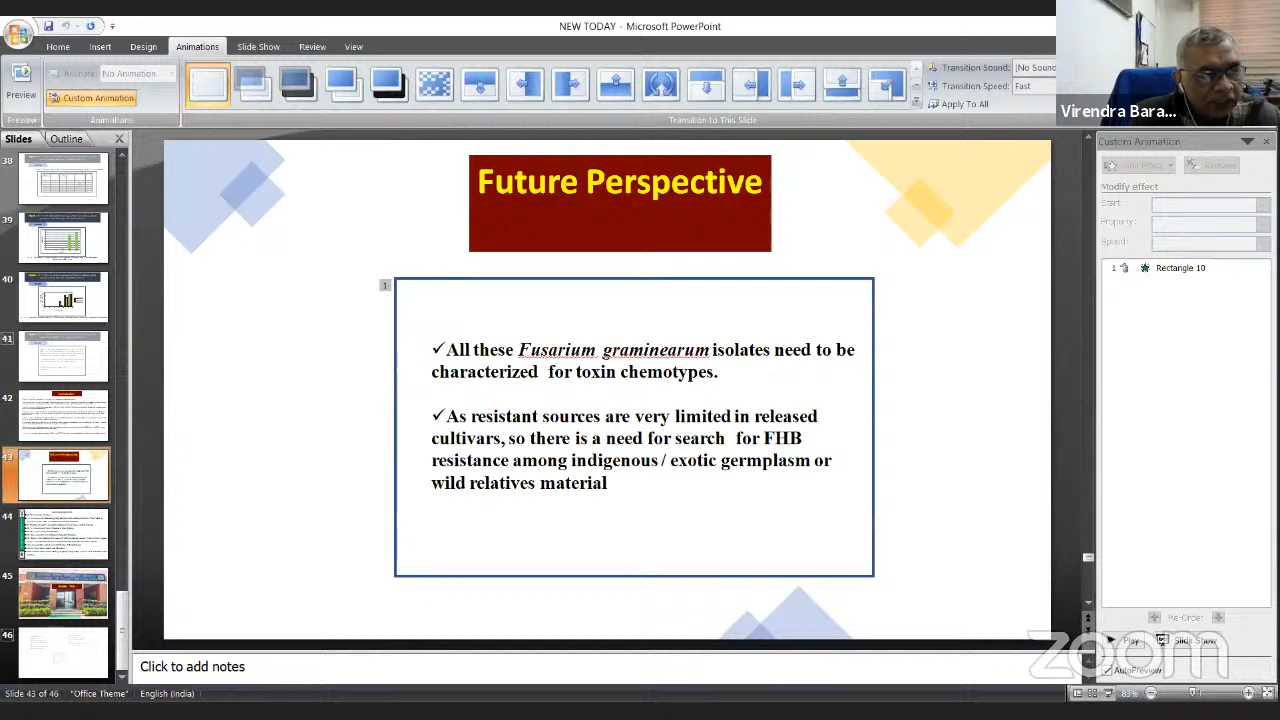 NEW TODAY - Microsoft PowerPoint
Home Insert Design Animations Slide Show Review View
Preview
Animate: No Animation
Custom Animation
Transition Sound: [No Sound
Transition Speed: Fast
Apply To All
Preview Animations Transition To This Slide
Virendra Bara...
Slides Outline
Custom Animation
Remove
Modify effect
Start:
Property:
Speed:
1 Rectangle 10
38
39
40
41
42
43
44
45
46
Future Perspective
1
✓All these Fusarium graminearum isolates need to be
characterized for toxin chemotypes.
✓As resistant sources are very limited in released
cultivars, so there is a need for search for FHB
resistance among indigenous / exotic germplasm or
wild relatives material
Re-Order
Play Slide Show
AutoPreview
zoom
Click to add notes
Slide 43 of 46 "Office Theme" English (India) 83%